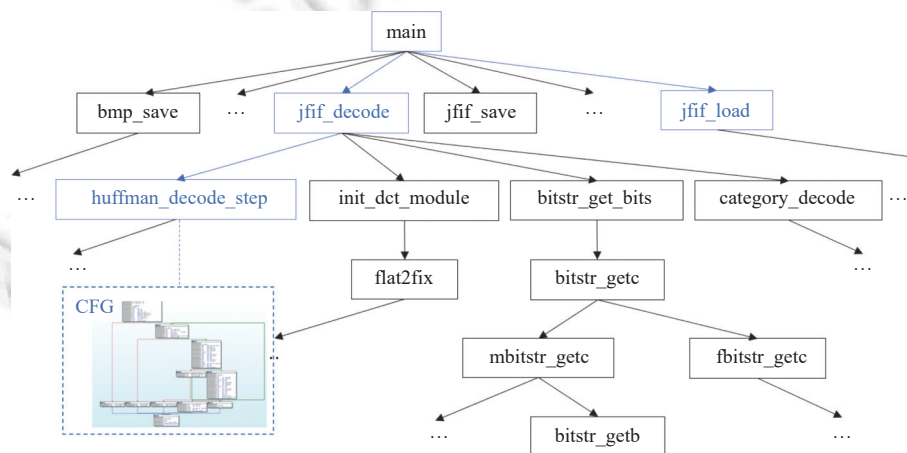 main
bmp_save
…
jfif_decode
jfif_save
…
jfif_load
…
huffman_decode_step
init_dct_module
bitstr_get_bits
category_decode
…
…
flat2fix
bitstr_getc
…
CFG
..
mbitstr_getc
fbitstr_getc
…
bitstr_getb
…